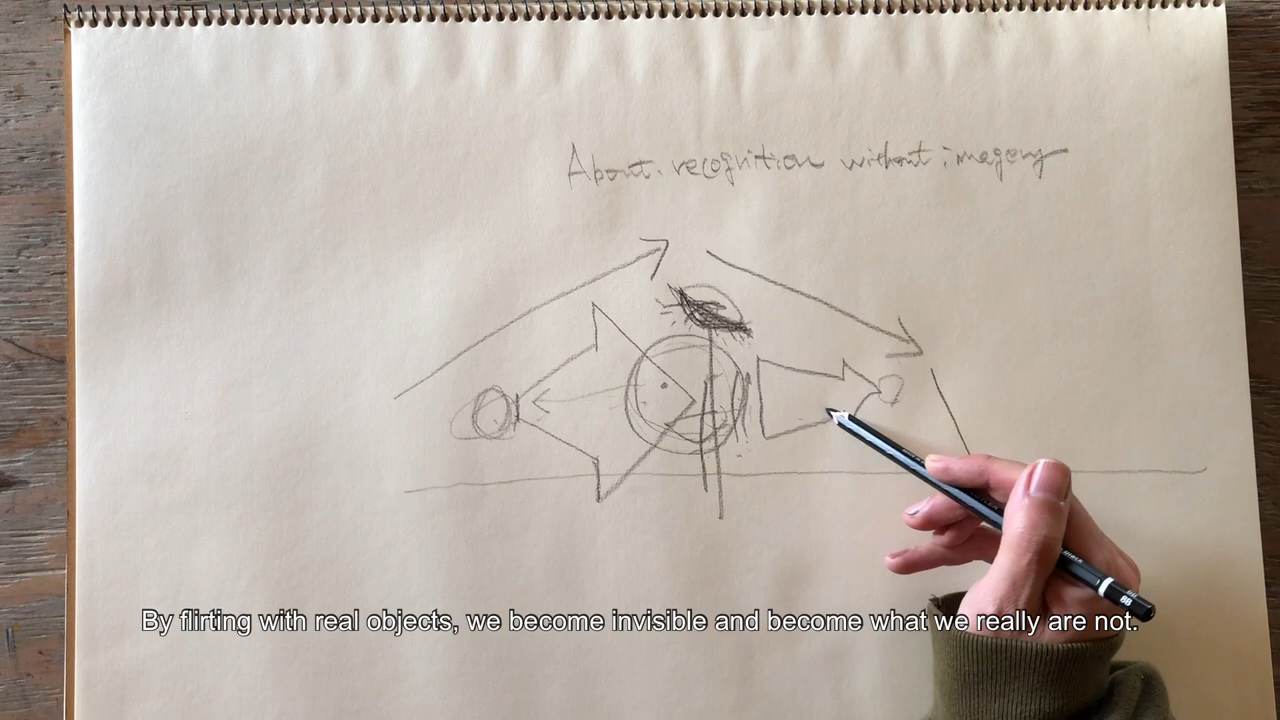 About recognition without imagery
8B
By flirting with real objects, we become invisible and become what we really are not.